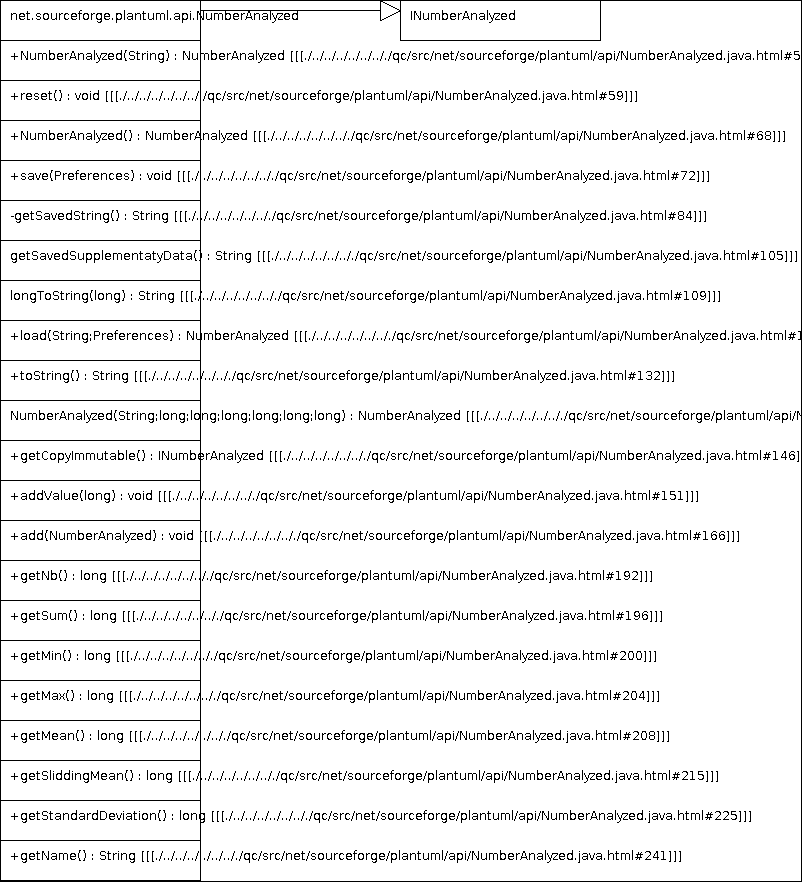 net.sourceforge.plantuml.api.NumberAnalyzed
INumberAnalyzed
+NumberAnalyzed(String) : NumberAnalyzed [[[./../../../../../../qc/src/net/sourceforge/plantuml/api/NumberAnalyzed.java.html#5
+reset() : void [[[./../../../../../../qc/src/net/sourceforge/plantuml/api/NumberAnalyzed.java.html#59]]]
+NumberAnalyzed() : NumberAnalyzed [[[./../../../../../../qc/src/net/sourceforge/plantuml/api/NumberAnalyzed.java.html#68]]]
+save(Preferences) : void [[[./../../../../../../qc/src/net/sourceforge/plantuml/api/NumberAnalyzed.java.html#72]]]
-getSavedString() : String [[[./../../../../../../qc/src/net/sourceforge/plantuml/api/NumberAnalyzed.java.html#84]]]
getSavedSupplementatyData() : String [[[./../../../../../../qc/src/net/sourceforge/plantuml/api/NumberAnalyzed.java.html#105]]]
longToString(long) : String [[[./../../../../../../qc/src/net/sourceforge/plantuml/api/NumberAnalyzed.java.html#109]]]
+load(String;Preferences) : NumberAnalyzed [[[./../../../../../../qc/src/net/sourceforge/plantuml/api/NumberAnalyzed.java.html#1
+toString() : String [[[./../../../../../../qc/src/net/sourceforge/plantuml/api/NumberAnalyzed.java.html#132]]]
NumberAnalyzed(String;long;long;long;long;long;long) : NumberAnalyzed [[[./../../../../../../qc/src/net/sourceforge/plantuml/api/N
+getCopyImmutable() : INumberAnalyzed [[[./../../../../../../qc/src/net/sourceforge/plantuml/api/NumberAnalyzed.java.html#146]
+addValue(long) : void [[[./../../../../../../qc/src/net/sourceforge/plantuml/api/NumberAnalyzed.java.html#151]]]
+add(NumberAnalyzed) : void [[[./../../../../../../qc/src/net/sourceforge/plantuml/api/NumberAnalyzed.java.html#166]]]
+getNb() : long [[[./../../../../../../qc/src/net/sourceforge/plantuml/api/NumberAnalyzed.java.html#192]]]
+getSum() : long [[[./../../../../../../qc/src/net/sourceforge/plantuml/api/NumberAnalyzed.java.html#196]]]
+getMin() : long [[[./../../../../../../qc/src/net/sourceforge/plantuml/api/NumberAnalyzed.java.html#200]]]
+getMax() : long [[[./../../../../../../qc/src/net/sourceforge/plantuml/api/NumberAnalyzed.java.html#204]]]
+getMean() : long [[[./../../../../../../qc/src/net/sourceforge/plantuml/api/NumberAnalyzed.java.html#208]]]
+getSliddingMean() : long [[[./../../../../../../qc/src/net/sourceforge/plantuml/api/NumberAnalyzed.java.html#215]]]
+getStandardDeviation() : long [[[./../../../../../../qc/src/net/sourceforge/plantuml/api/NumberAnalyzed.java.html#225]]]
+getName() : String [[[./../../../../../../qc/src/net/sourceforge/plantuml/api/NumberAnalyzed.java.html#241]]]